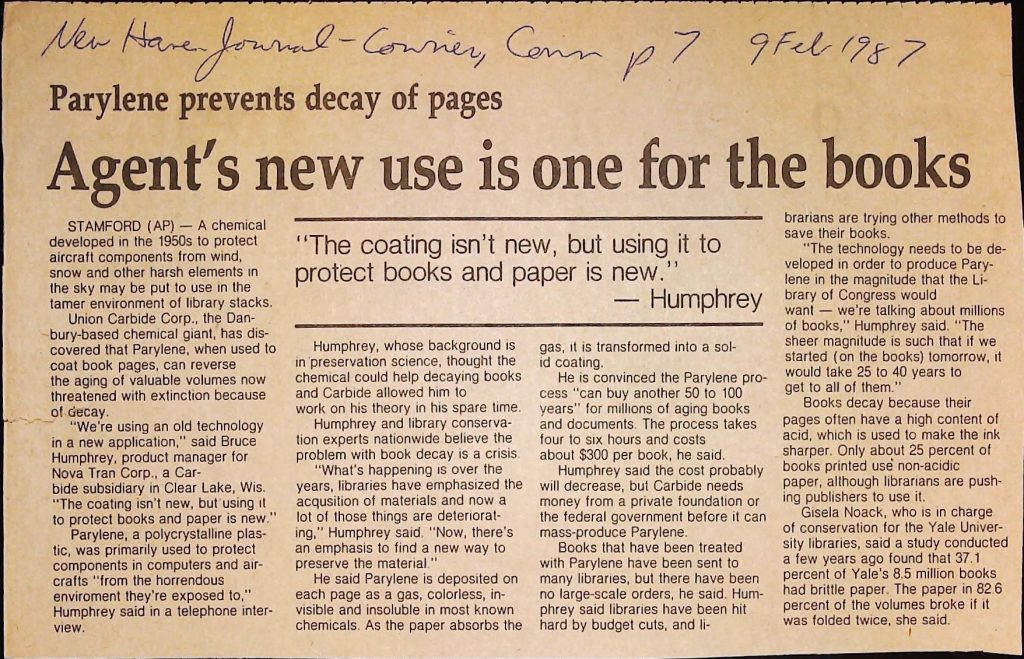 New Haven Journal-Courier, Conn p 7 9 Feb 1987
Parylene prevents decay of pages
Agent's new use is one for the books
STAMFORD (AP) — A chemical
developed in the 1950s to protect
aircraft components from wind,
snow and other harsh elements in
the sky may be put to use in the
tamer environment of library stacks.
Union Carbide Corp., the Dan-
bury-based chemical giant, has dis-
covered that Parylene, when used to
coat book pages, can reverse
the aging of valuable volumes now
threatened with extinction because
of decay.
"We're using an old technology
in a new application," said Bruce
Humphrey, product manager for
Nova Tran Corp., a Car-
bide subsidiary in Clear Lake, Wis.
"The coating isn't new, but using it
to protect books and paper is new."
Parylene, a polycrystalline plas-
tic, was primarily used to protect
components in computers and air-
crafts "from the horrendous
enviroment they're exposed to,"
Humphrey said in a telephone inter-
view.
"The coating isn't new, but using it to
protect books and paper is new."
— Humphrey
Humphrey, whose background is
in preservation science, thought the
chemical could help decaying books
and Carbide allowed him to
work on his theory in his spare time.
Humphrey and library conserva-
tion experts nationwide believe the
problem with book decay is a crisis.
"What's happening is over the
years, libraries have emphasized the
acqusition of materials and now a
lot of those things are deteriorat-
ing," Humphrey said. "Now, there's
an emphasis to find a new way to
preserve the material."
He said Parylene is deposited on
each page as a gas, colorless, in-
visible and insoluble in most known
chemicals. As the paper absorbs the
gas, it is transformed into a sol-
id coating.
He is convinced the Parylene pro-
cess "can buy another 50 to 100
years" for millions of aging books
and documents. The process takes
four to six hours and costs
about $300 per book, he said.
Humphrey said the cost probably
will decrease, but Carbide needs
money from a private foundation or
the federal government before it can
mass-produce Parylene.
Books that have been treated
with Parylene have been sent to
many libraries, but there have been
no large-scale orders, he said. Hum-
phrey said libraries have been hit
hard by budget cuts, and li-
brarians are trying other methods to
save their books.
"The technology needs to be de-
veloped in order to produce Pary-
lene in the magnitude that the Li-
brary of Congress would
want — we're talking about millions
of books," Humphrey said. "The
sheer magnitude is such that if we
started (on the books) tomorrow, it
would take 25 to 40 years to
get to all of them."
Books decay because their
pages often have a high content of
acid, which is used to make the ink
sharper. Only about 25 percent of
books printed use non-acidic
paper, although librarians are push-
ing publishers to use it.
Gisela Noack, who is in charge
of conservation for the Yale Univer-
sity libraries, said a study conducted
a few years ago found that 37.1
percent of Yale's 8.5 million books
had brittle paper. The paper in 82.6
percent of the volumes broke if it
was folded twice, she said.